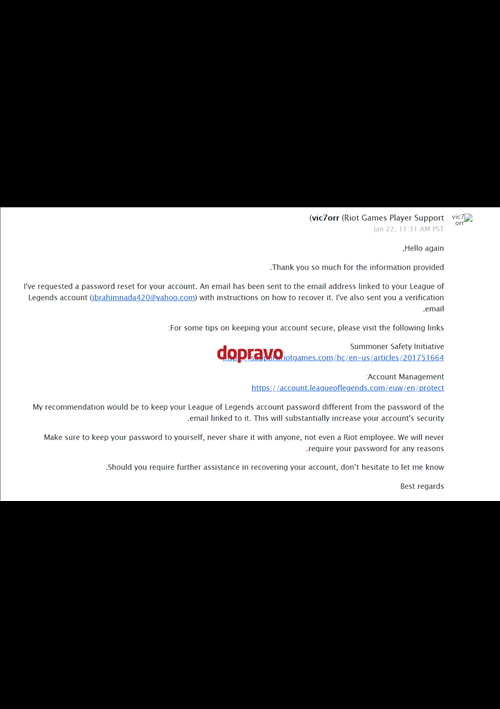 (vic7orr (Riot Games Player Support
vic7orr
Jan 22, 11:31 AM PST
,Hello again
.Thank you so much for the information provided
I've requested a password reset for your account. An email has been sent to the email address linked to your League of
Legends account (ibrahimnada420@yahoo.com) with instructions on how to recover it. I've also sent you a verification
.email
:For some tips on keeping your account secure, please visit the following links
Summoner Safety Initiative
dopravo
riotgames.com/hc/en-us/articles/201751664
:Account Management
https://account.leagueoflegends.com/euw/en/protect
My recommendation would be to keep your League of Legends account password different from the password of the
.email linked to it. This will substantially increase your account's security
Make sure to keep your password to yourself, never share it with anyone, not even a Riot employee. We will never
.require your password for any reasons
.Should you require further assistance in recovering your account, don't hesitate to let me know
Best regards